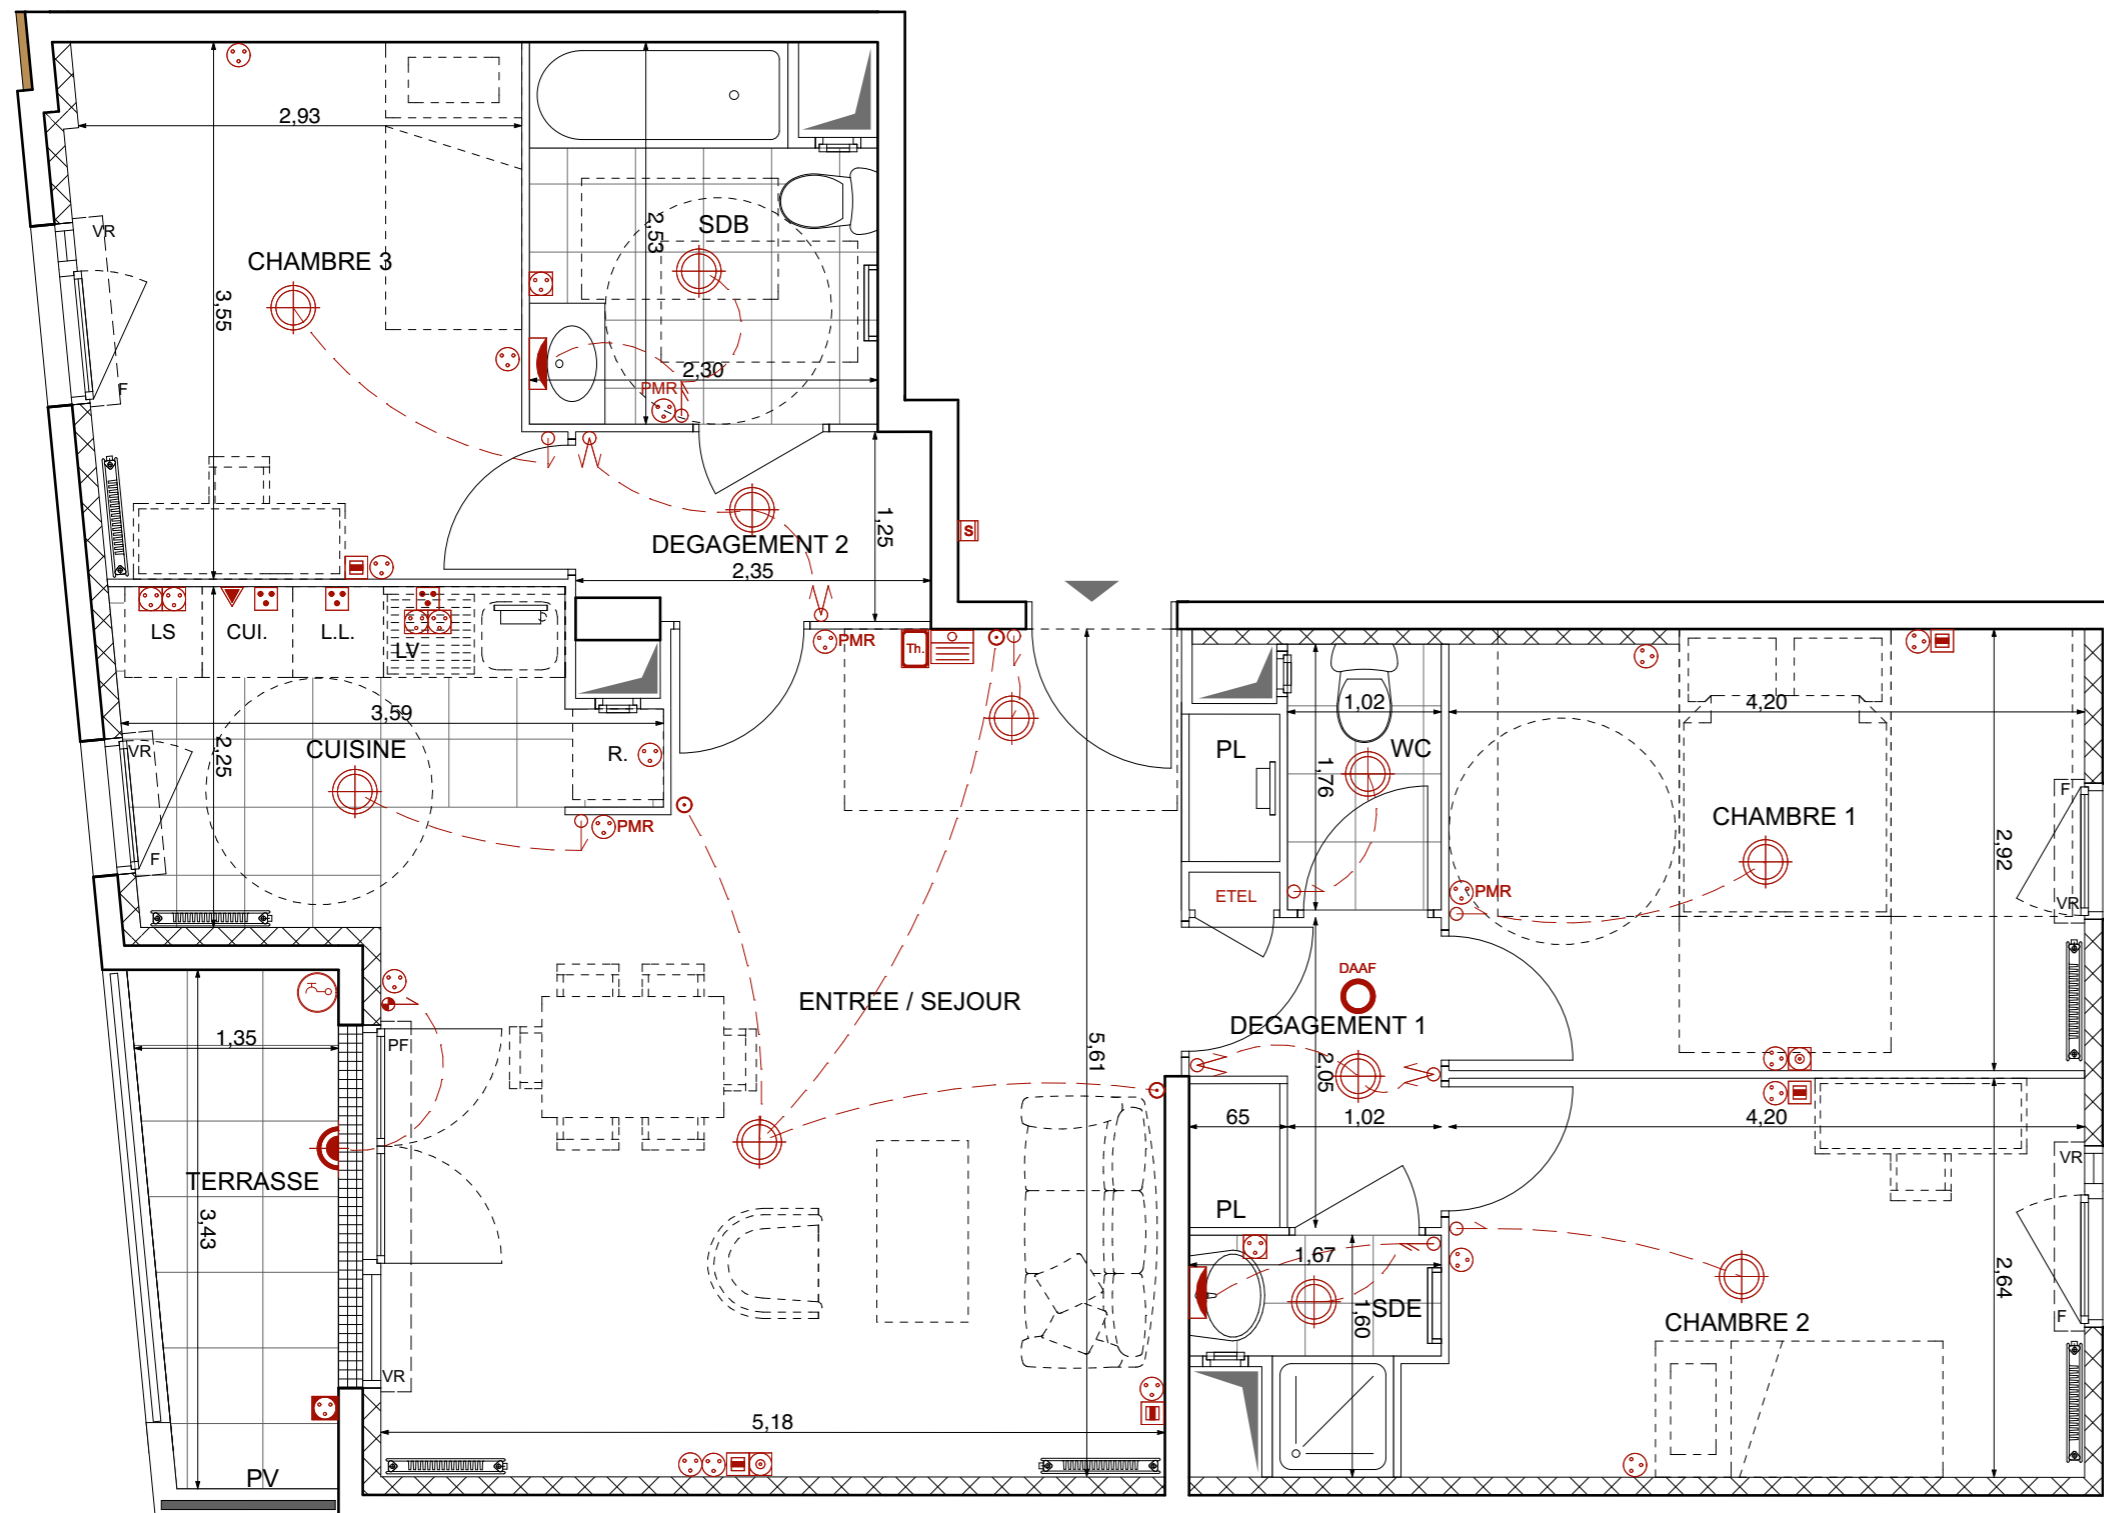 2,93
VR
CHAMBRE 3
3,55
F
SDB
2,53
2,30
PMR
DEGAGEMENT 2
1,25
2,35
S
LS
CUI.
L.L.
LV
PMR
Th.
3,59
CUISINE
VR
2,25
F
R.
PMR
PL
1,02
WC
1,76
ETEL
4,20
CHAMBRE 1
F
2,92
PMR
VR
ENTREE / SEJOUR
5,61
DAAF
DEGAGEMENT 1
2,05
65
1,02
4,20
PL
1,35
PF
TERRASSE
3,43
VR
PV
5,18
1,67
SDE
1,60
VR
2,64
F
CHAMBRE 2